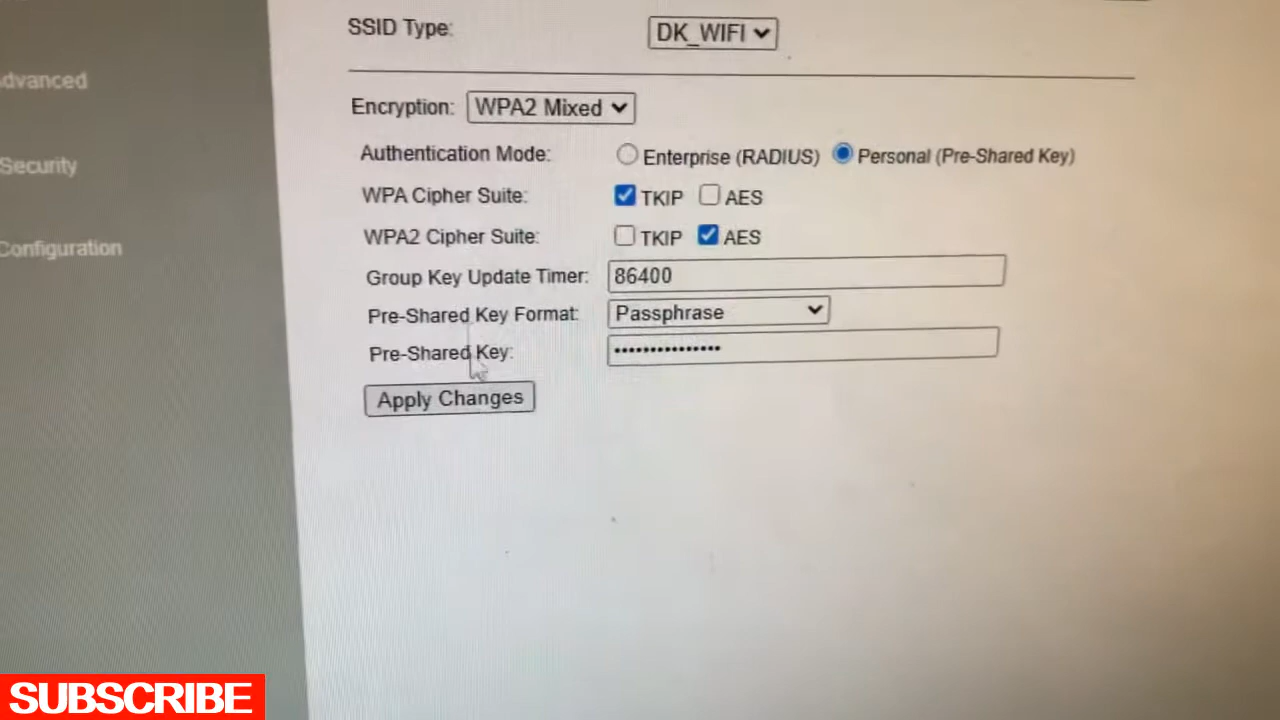 SSID Type: DK_WIFI
Advanced
Encryption: WPA2 Mixed
Authentication Mode: Enterprise (RADIUS) Personal (Pre-Shared Key)
Security
WPA Cipher Suite: TKIP AES
WPA2 Cipher Suite: TKIP AES
Configuration
Group Key Update Timer: 86400
Pre-Shared Key Format: Passphrase
Pre-Shared Key: •••••••••••••••
Apply Changes
SUBSCRIBE